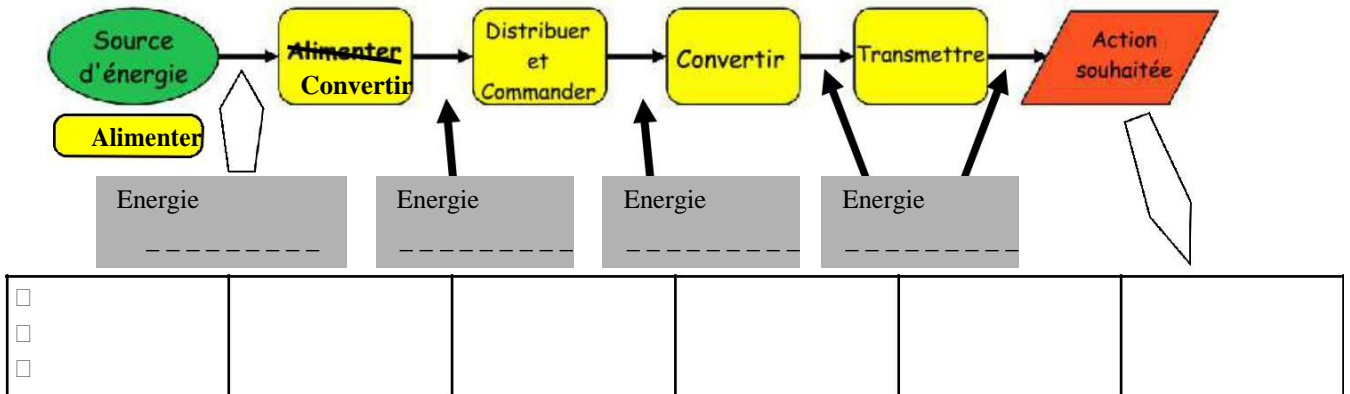 Source
d'énergie
Alimenter
Convertir
Distribuer
et
Commander
Convertir
Transmettre
Action
souhaitée
Alimenter
Energie
_ _ _ _ _ _ _ _ _
Energie
_ _ _ _ _ _ _ _ _
Energie
_ _ _ _ _ _ _ _ _
Energie
_ _ _ _ _ _ _ _ _